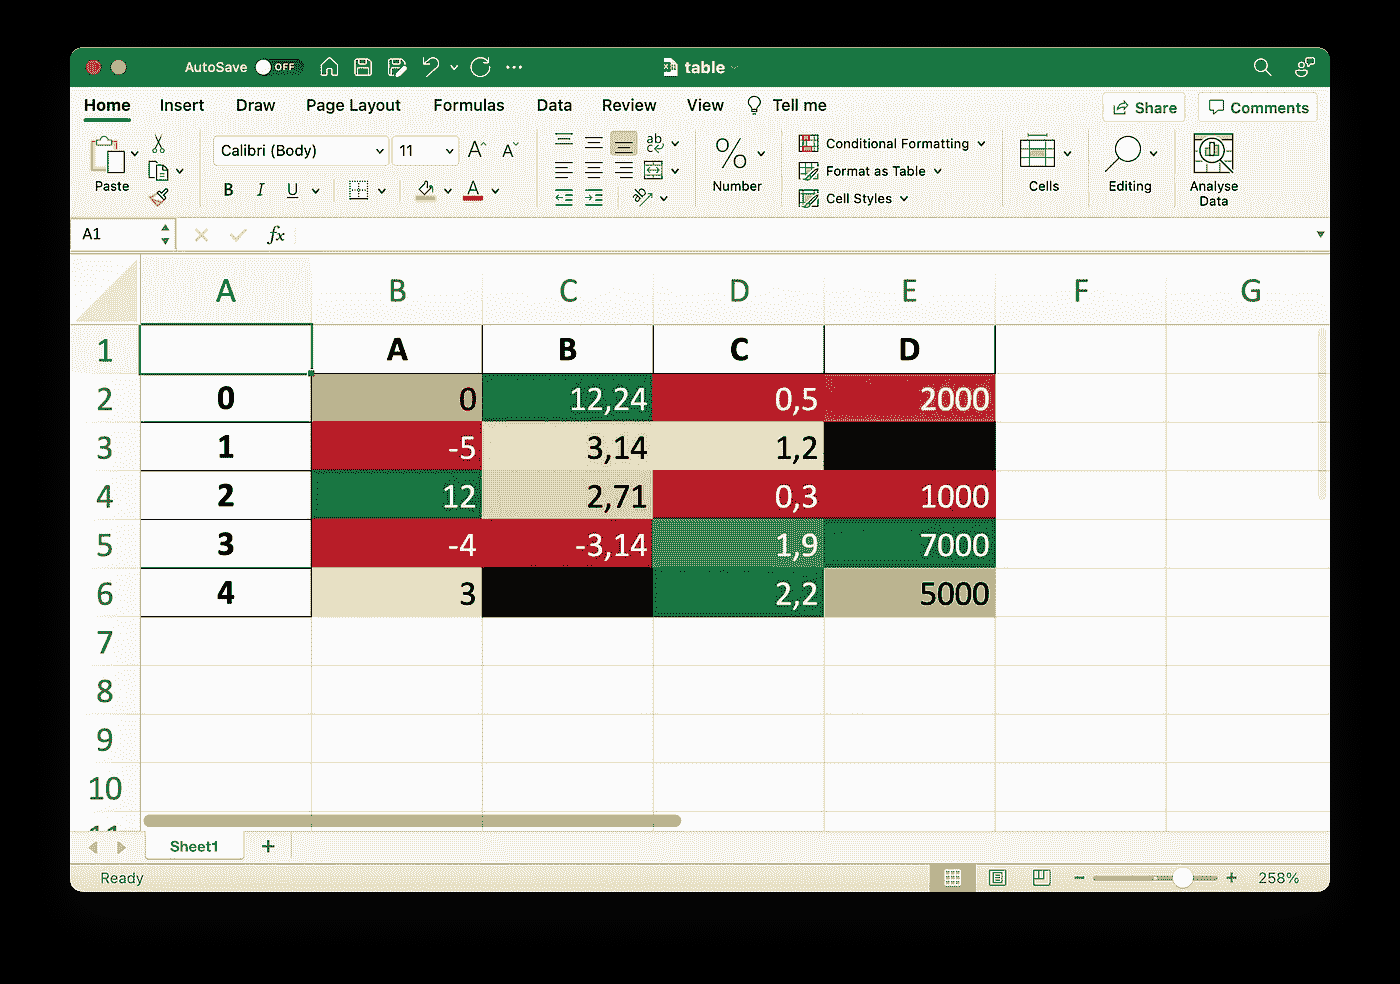 AutoSave OFF table
Home Insert Draw Page Layout Formulas Data Review View Tell me Share Comments
Paste Calibri (Body) 11 A A B I U A ab % Number Conditional Formatting Format as Table Cell Styles Cells Editing Analyse Data
A1 fx
A B C D E F G
1 A B C D
2 0 0 12,24 0,5 2000
3 1 -5 3,14 1,2
4 2 12 2,71 0,3 1000
5 3 -4 -3,14 1,9 7000
6 4 3 2,2 5000
7
8
9
10
11
Sheet1 +
Ready 258%